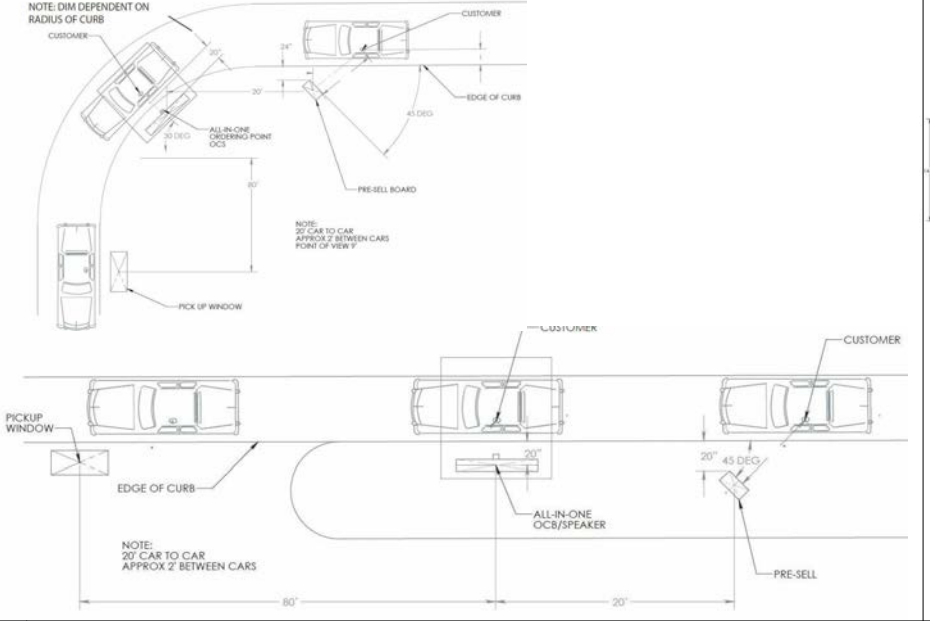 NOTE: DIM DEPENDENT ON
RADIUS OF CURB
CUSTOMER
20"
24"
CUSTOMER
EDGE OF CURB
20'
45 DEG
ALL-IN-ONE
ORDERING POINT
OCS
30 DEG
80'
PRE-SELL BOARD
NOTE:
20' CAR TO CAR
APPROX 2' BETWEEN CARS
POINT OF VIEW 9'
PICK UP WINDOW
CUSTOMER
CUSTOMER
PICKUP
WINDOW
20"
20"
45 DEG
EDGE OF CURB
ALL-IN-ONE
OCB/SPEAKER
NOTE:
20' CAR TO CAR
APPROX 2' BETWEEN CARS
PRE-SELL
80'
20'